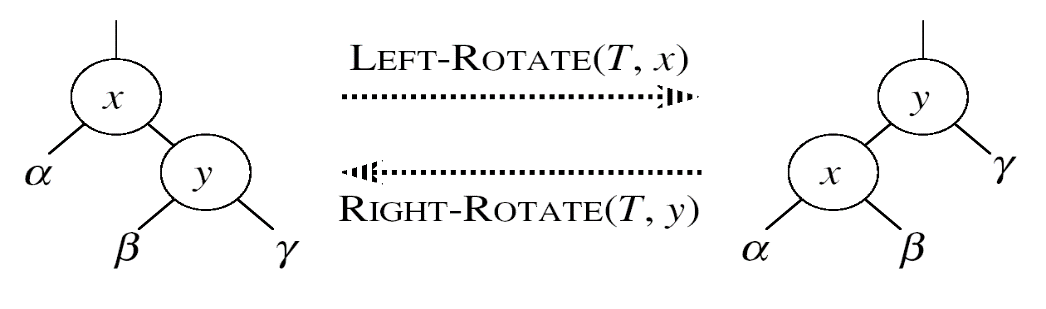 LEFT-ROTATE(T, x)
x
y
α
y
x
γ
β
γ
RIGHT-ROTATE(T, y)
α
β